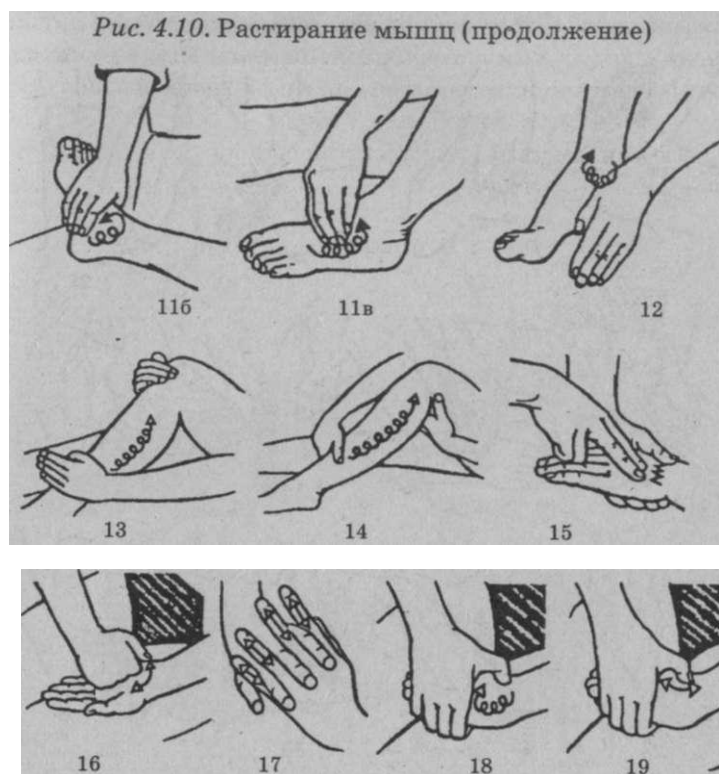 Рис. 4.10. Растирание мышц (продолжение)
11б 11в 12
13 14 15
16 17 18 19